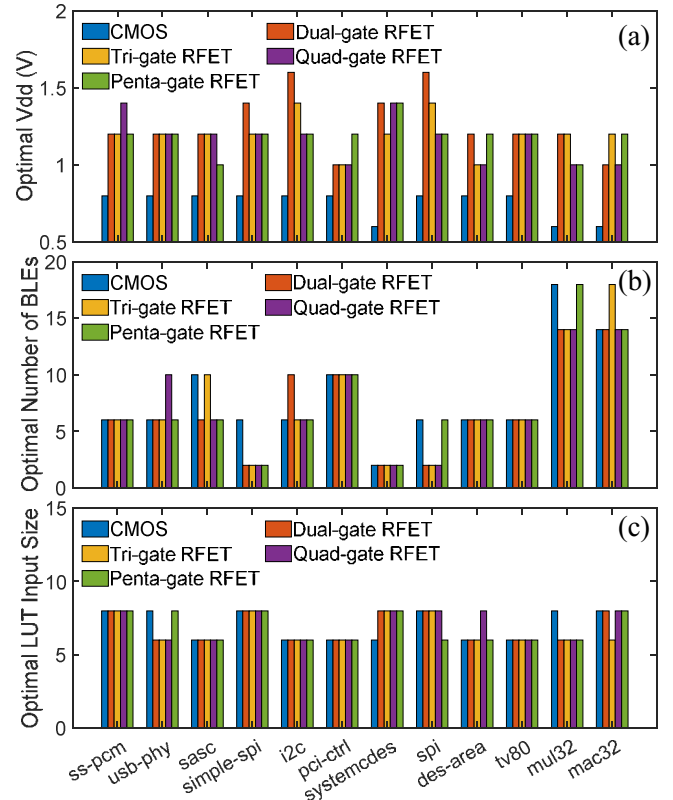 2
1.5
1
0.5
Optimal Vdd (V)
CMOS
Dual-gate RFET
Tri-gate RFET
Quad-gate RFET
Penta-gate RFET
(a)
20
15
10
5
0
Optimal Number of BLEs
CMOS
Dual-gate RFET
Tri-gate RFET
Quad-gate RFET
Penta-gate RFET
(b)
15
10
5
0
Optimal LUT Input Size
CMOS
Dual-gate RFET
Tri-gate RFET
Quad-gate RFET
Penta-gate RFET
(c)
ss-pcm
usb-phy
sasc
simple-spi
i2c
pci-ctrl
systemcdes
spi
des-area
tv80
mul32
mac32